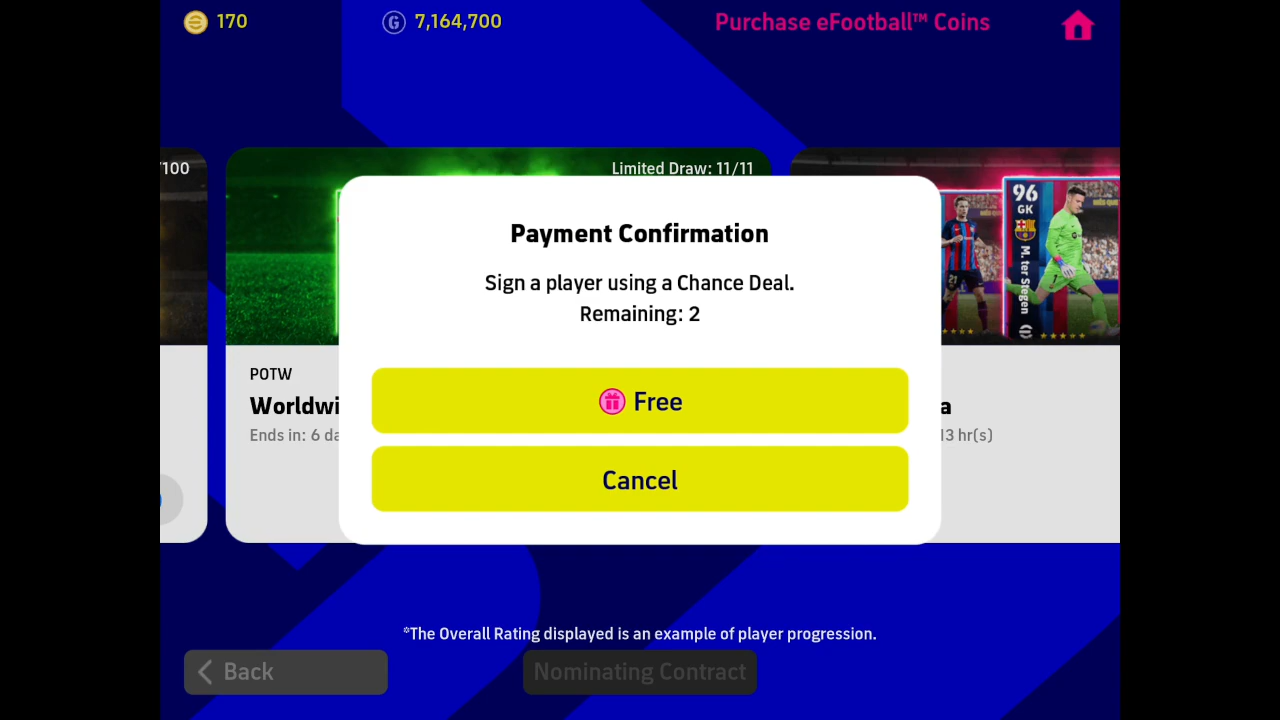 170
7,164,700
Purchase eFootball™ Coins
/100
Limited Draw: 11/11
Payment Confirmation
Sign a player using a Chance Deal.
Remaining: 2
Free
Cancel
POTW
Worldwi
Ends in: 6 da
96
GK
M. ter Stegen
21
1
a
13 hr(s)
*The Overall Rating displayed is an example of player progression.
Back
Nominating Contract